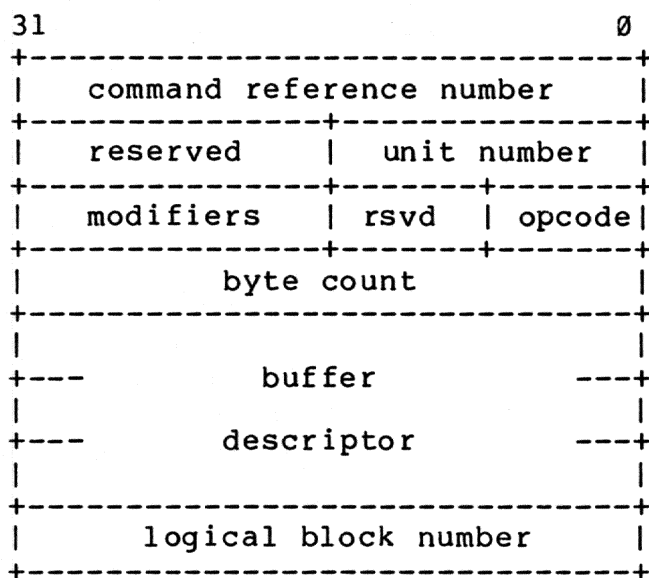 31 0
command reference number
reserved | unit number
modifiers | rsvd | opcode
byte count
buffer
descriptor
logical block number